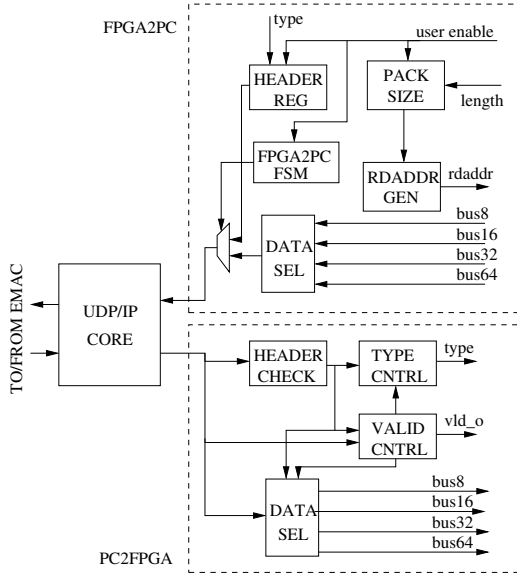 FPGA2PC
type
user enable
HEADER
REG
PACK
SIZE
length
FPGA2PC
FSM
RDADDR
GEN
rdaddr
DATA
SEL
bus8
bus16
bus32
bus64
TO/FROM EMAC
UDP/IP
CORE
HEADER
CHECK
TYPE
CNTRL
type
VALID
CNTRL
vld_o
DATA
SEL
bus8
bus16
bus32
bus64
PC2FPGA